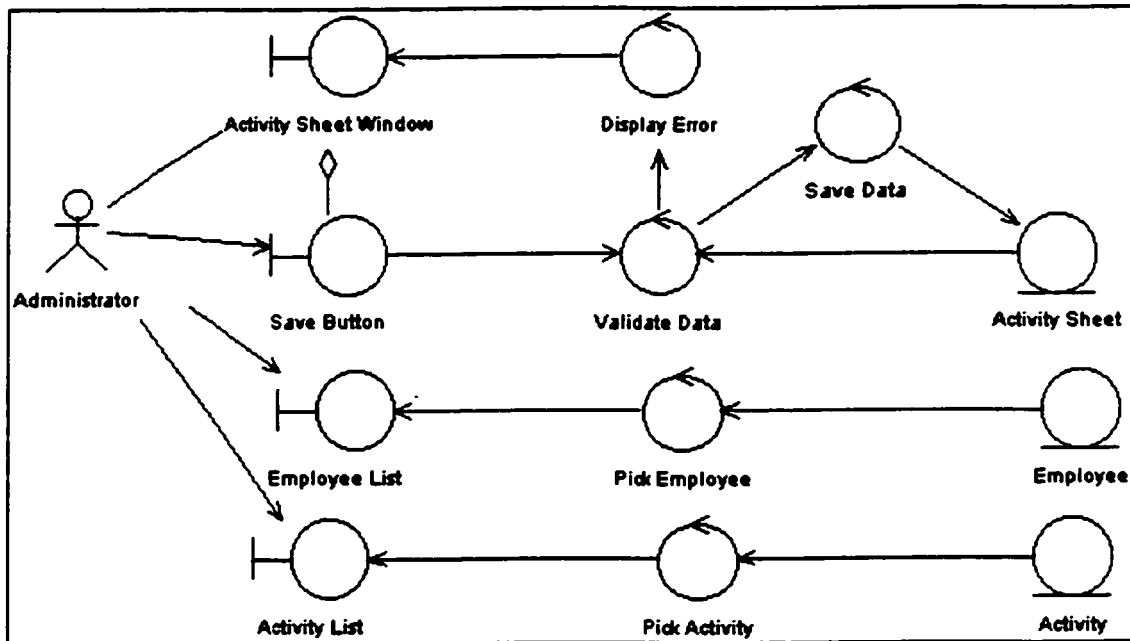 Activity Sheet Window
Display Error
Save Data
Administrator
Save Button
Validate Data
Activity Sheet
Employee List
Pick Employee
Employee
Activity List
Pick Activity
Activity